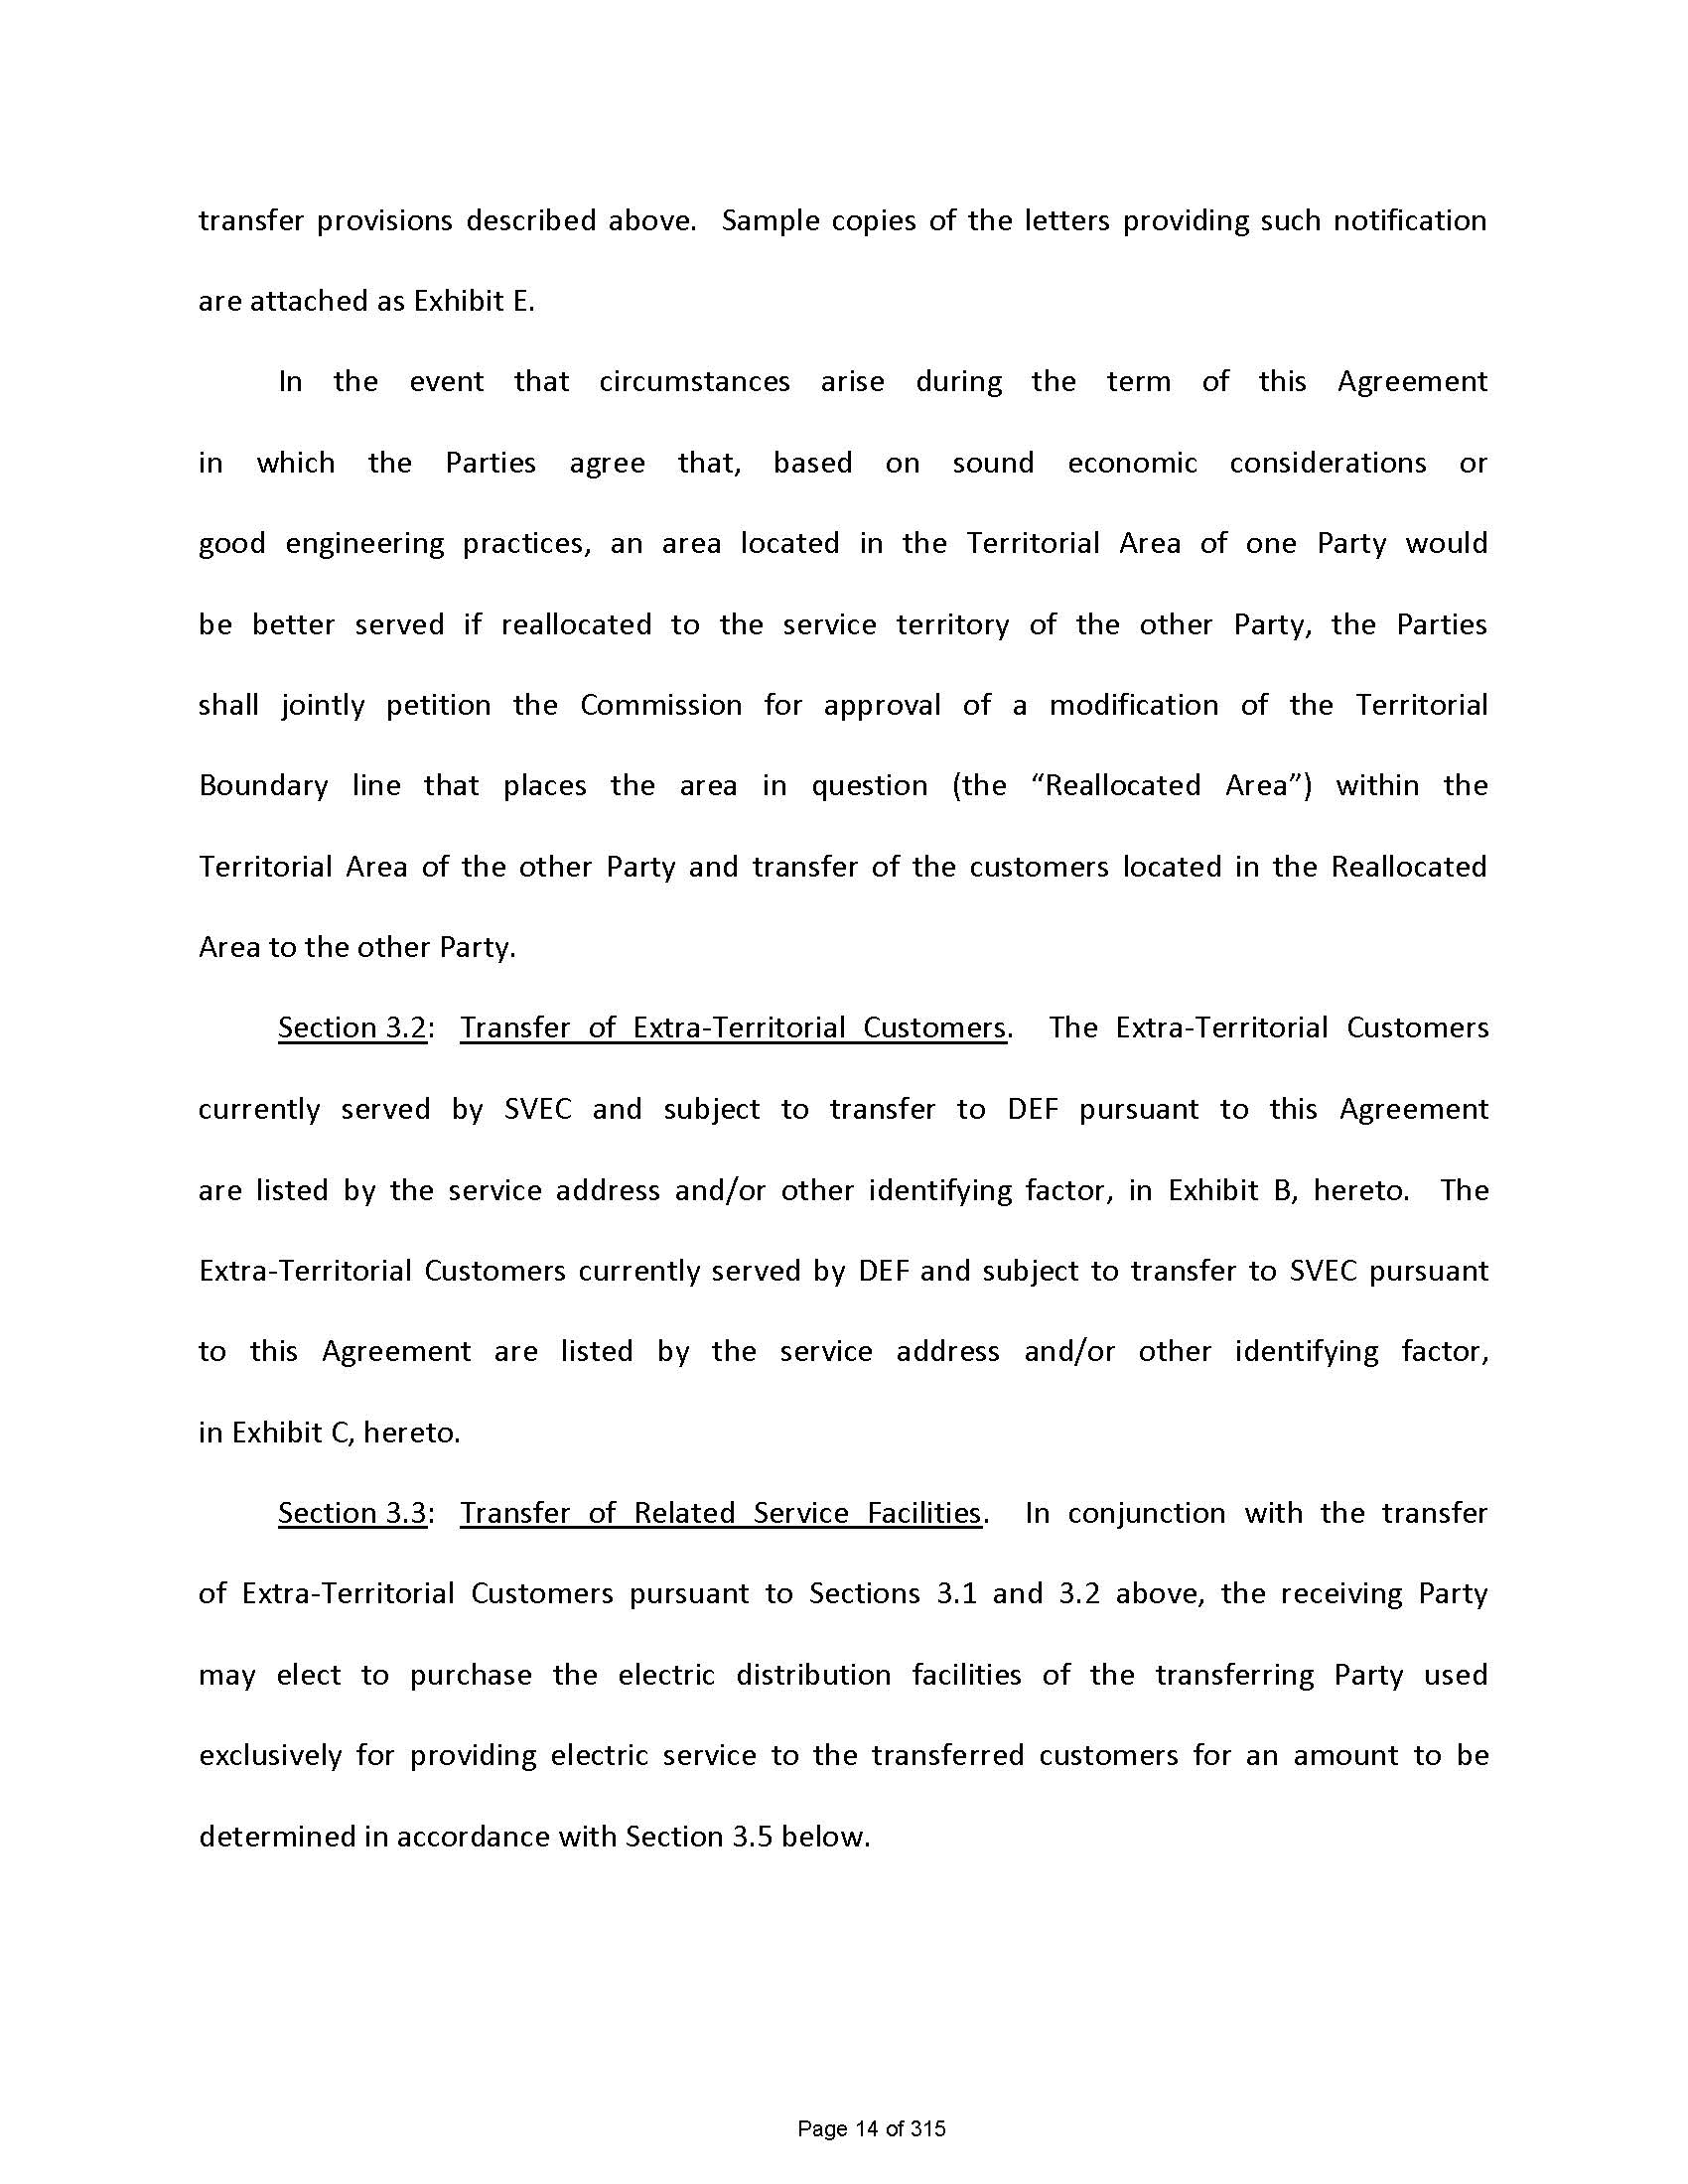 transfer provisions described above. Sample copies of the letters providing such notification
are attached as Exhibit E.
In the event that circumstances arise during the term of this Agreement
in which the Parties agree that, based on sound economic considerations or
good engineering practices, an area located in the Territorial Area of one Party would
be better served if reallocated to the service territory of the other Party, the Parties
shall jointly petition the Commission for approval of a modification of the Territorial
Boundary line that places the area in question (the “Reallocated Area”) within the
Territorial Area of the other Party and transfer of the customers located in the Reallocated
Area to the other Party.
Section 3.2: Transfer of Extra-Territorial Customers. The Extra-Territorial Customers
currently served by SVEC and subject to transfer to DEF pursuant to this Agreement
are listed by the service address and/or other identifying factor, in Exhibit B, hereto. The
Extra-Territorial Customers currently served by DEF and subject to transfer to SVEC pursuant
to this Agreement are listed by the service address and/or other identifying factor,
in Exhibit C, hereto.
Section 3.3: Transfer of Related Service Facilities. In conjunction with the transfer
of Extra-Territorial Customers pursuant to Sections 3.1 and 3.2 above, the receiving Party
may elect to purchase the electric distribution facilities of the transferring Party used
exclusively for providing electric service to the transferred customers for an amount to be
determined in accordance with Section 3.5 below.
Page 14 of 315